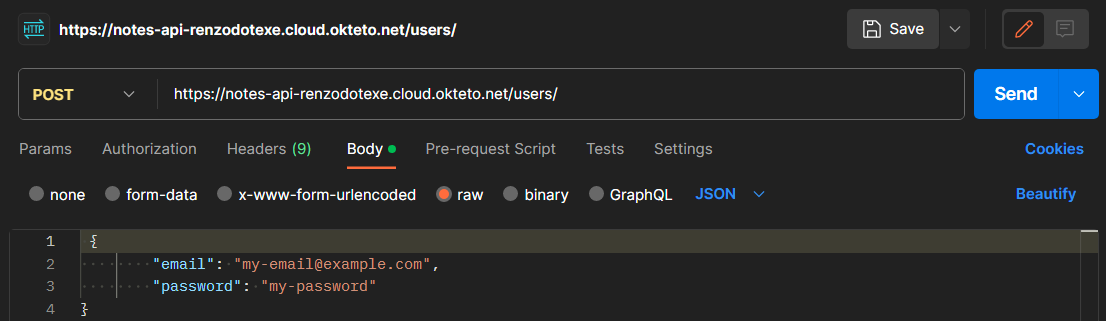 HTTP https://notes-api-renzodotexe.cloud.okteto.net/users/ Save
POST https://notes-api-renzodotexe.cloud.okteto.net/users/ Send
Params Authorization Headers (9) Body Pre-request Script Tests Settings Cookies
none form-data x-www-form-urlencoded raw binary GraphQL JSON Beautify
1 {
2 "email": "my-email@example.com",
3 "password": "my-password"
4 }